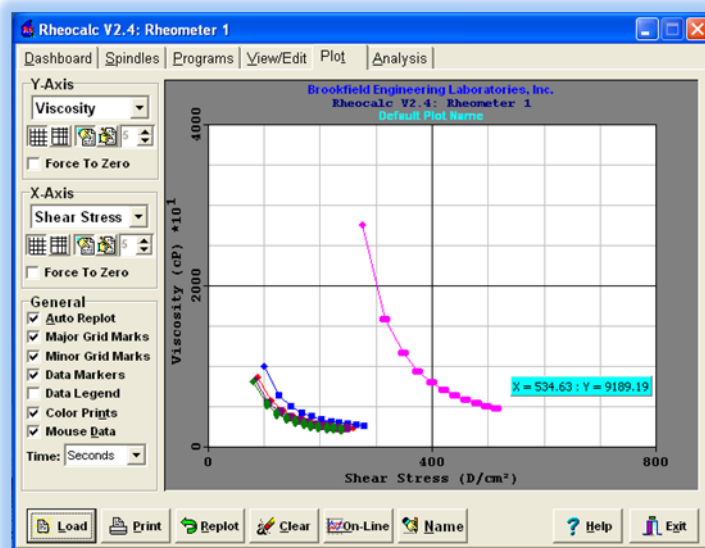 Rheocalc V2.4: Rheometer 1
Dashboard Spindles Programs View/Edit Plot Analysis
Y-Axis
Viscosity
5
Force To Zero
X-Axis
Shear Stress
5
Force To Zero
General
Auto Replot
Major Grid Marks
Minor Grid Marks
Data Markers
Data Legend
Color Prints
Mouse Data
Time: Seconds
Brookfield Engineering Laboratories, Inc.
Rheocalc V2.4: Rheometer 1
Default Plot Name
4000
2000
0
Viscosity (cP) *10¹
X = 534.63 : Y = 9189.19
0 400 800
Shear Stress (D/cm²)
Load Print Replot Clear On-Line Name Help Exit